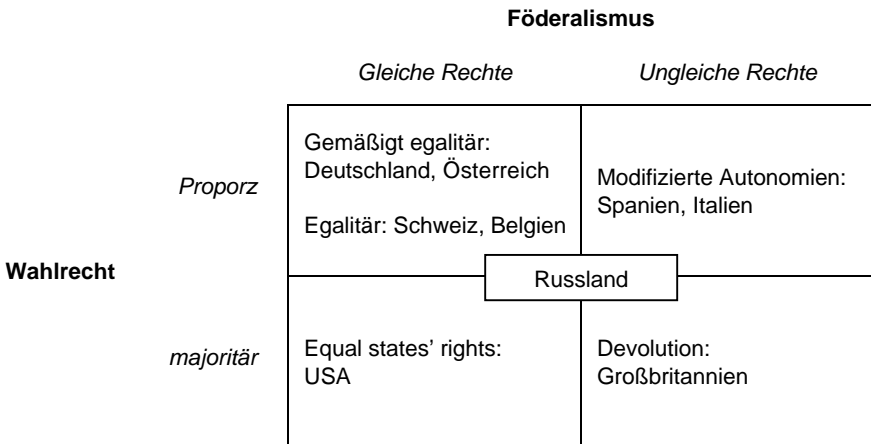 Föderalismus
Gleiche Rechte
Ungleiche Rechte
Proporz
Gemäßigt egalitär:
Deutschland, Österreich
Egalitär: Schweiz, Belgien
Modifizierte Autonomien:
Spanien, Italien
Wahlrecht
Russland
majoritär
Equal states’ rights:
USA
Devolution:
Großbritannien